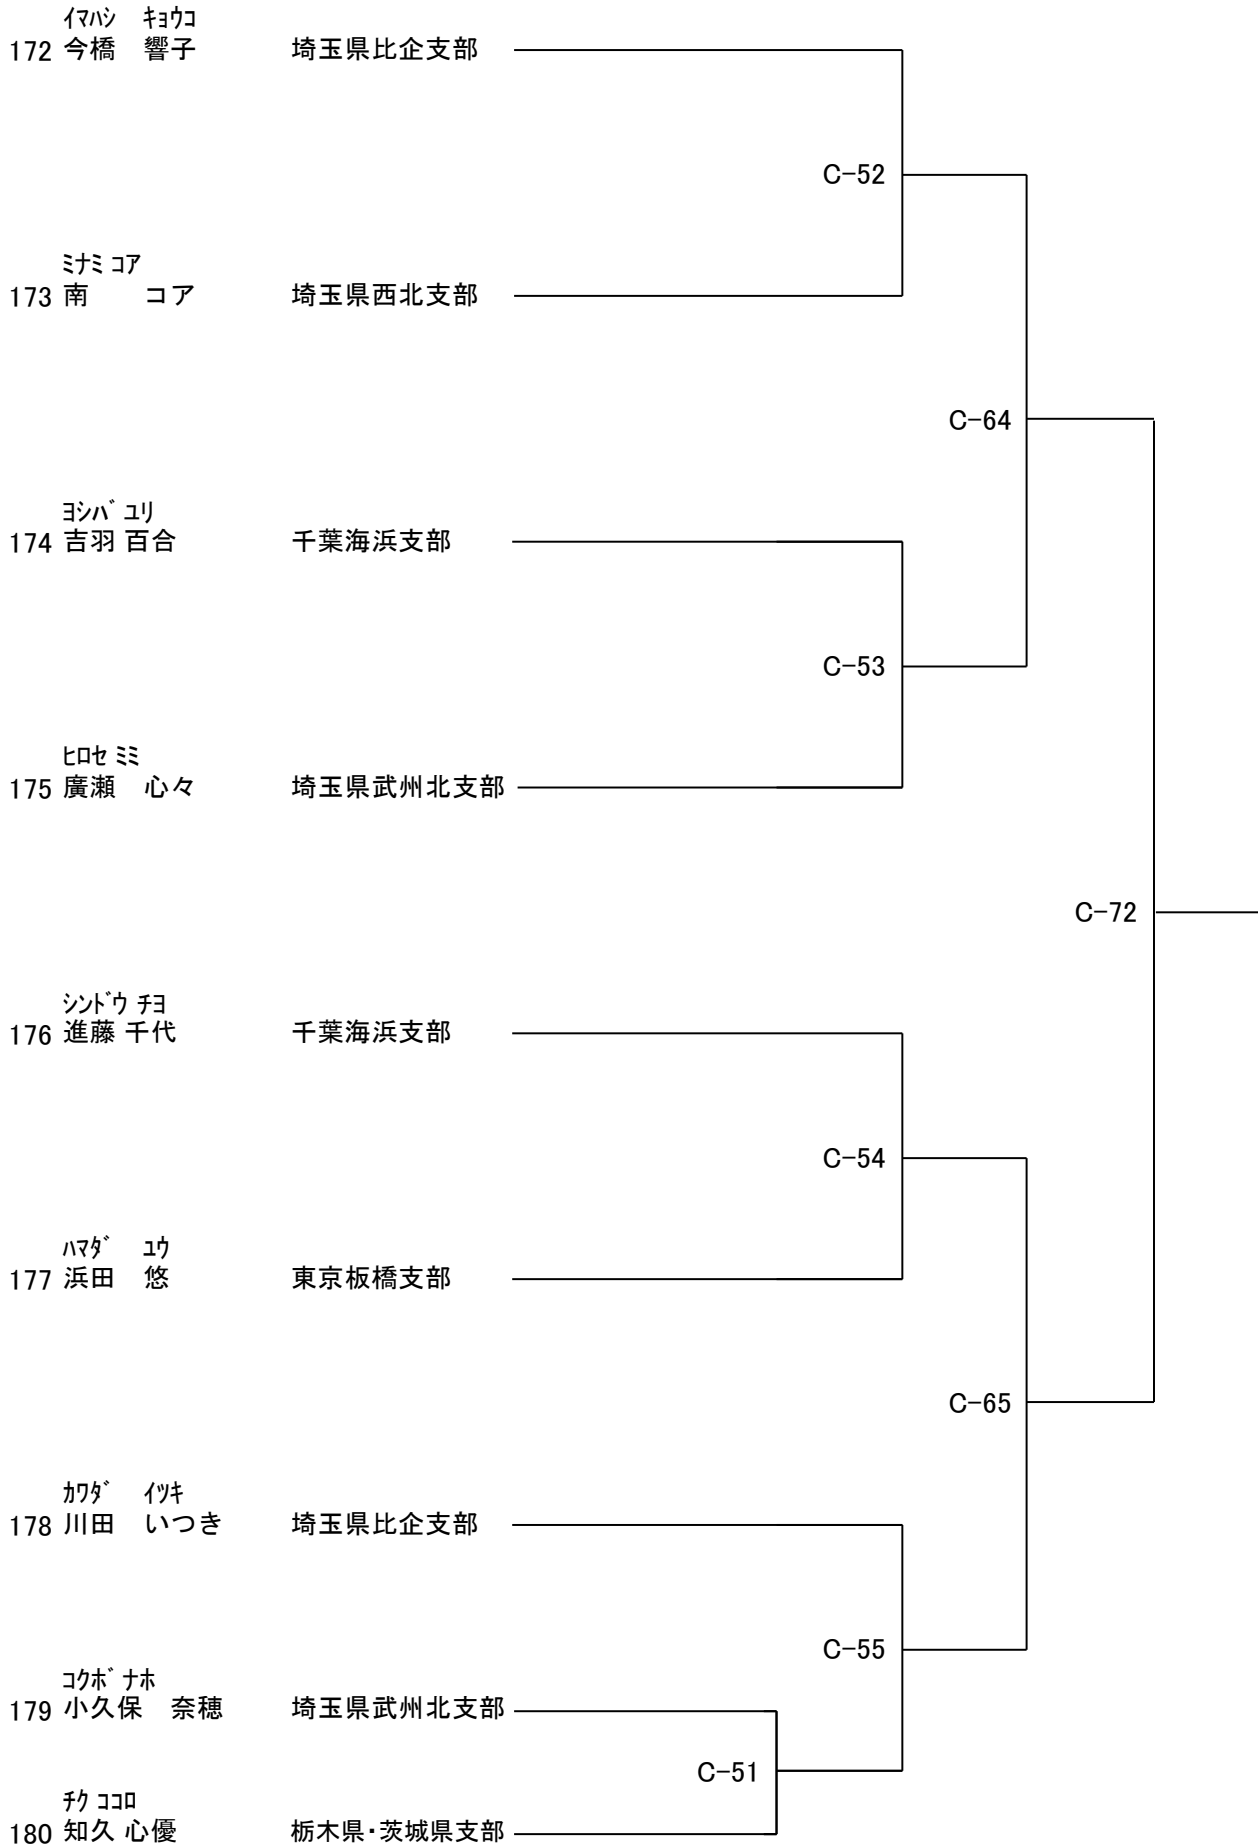 ｲﾏﾊｼ　ｷｮｳｺ
172 今橋　響子 埼玉県比企支部
C-52
ﾐﾅﾐ ｺｱ
173 南　　コア 埼玉県西北支部
C-64
ﾖｼﾊﾞ ﾕﾘ
174 吉羽 百合 千葉海浜支部
C-53
ﾋﾛｾ ﾐﾐ
175 廣瀬　心々 埼玉県武州北支部
C-72
ｼﾝﾄﾞｳ ﾁﾖ
176 進藤 千代 千葉海浜支部
C-54
ﾊﾏﾀﾞ　ﾕｳ
177 浜田　悠 東京板橋支部
C-65
ｶﾜﾀﾞ　ｲﾂｷ
178 川田　いつき 埼玉県比企支部
C-55
ｺｸﾎﾞ ﾅﾎ
179 小久保　奈穂 埼玉県武州北支部
C-51
ﾁｸ ｺｺﾛ
180 知久 心優 栃木県･茨城県支部